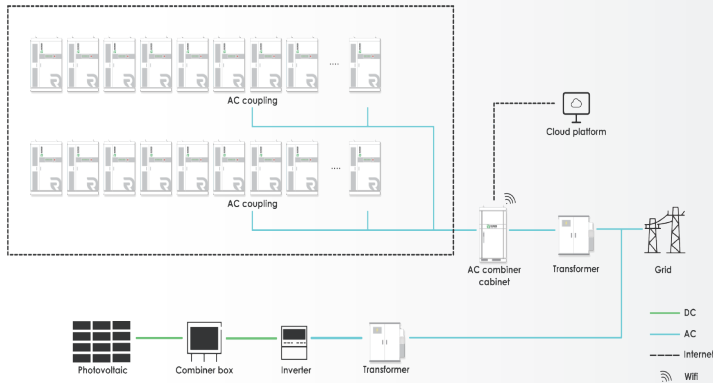 AC coupling
AC coupling
Cloud platform
AC combiner
cabinet
Transformer
Grid
Photovoltaic
Combiner box
Inverter
Transformer
DC
AC
Internet
Wifi